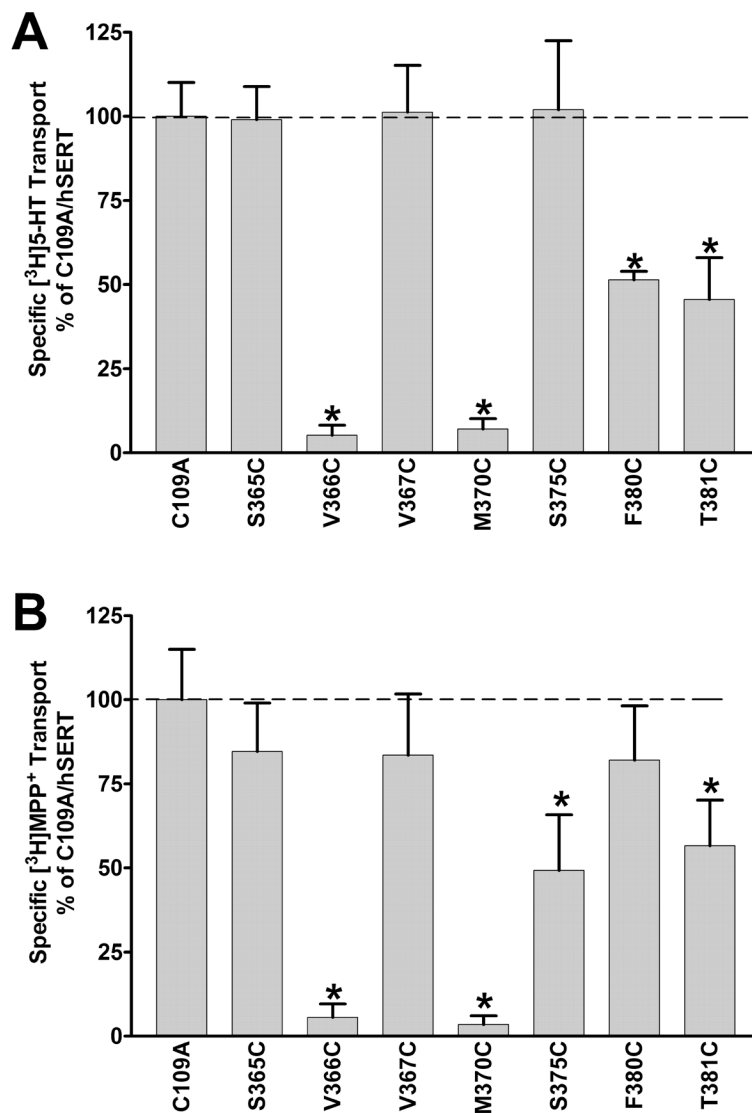 A
Specific [³H]5-HT Transport
% of C109A/hSERT
125
100
75
50
25
0
*
*
*
*
C109A
S365C
V366C
V367C
M370C
S375C
F380C
T381C
B
Specific [³H]MPP⁺ Transport
% of C109A/hSERT
125
100
75
50
25
0
*
*
*
*
C109A
S365C
V366C
V367C
M370C
S375C
F380C
T381C